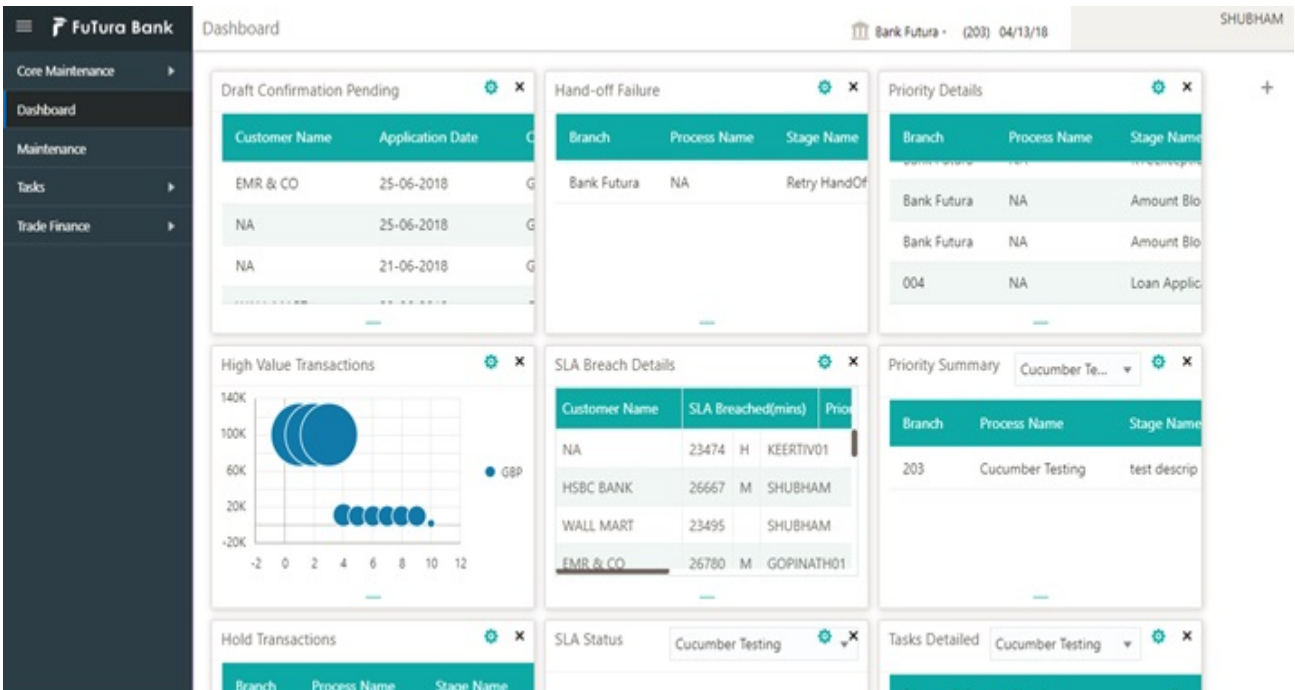 FuTura Bank
Dashboard
Bank Futura - (203) 04/13/18
SHUBHAM
Core Maintenance
Dashboard
Maintenance
Tasks
Trade Finance
Draft Confirmation Pending
Customer Name Application Date C
EMR & CO 25-06-2018 G
NA 25-06-2018 G
NA 21-06-2018 G
Hand-off Failure
Branch Process Name Stage Name
Bank Futura NA Retry HandOf
Priority Details
Branch Process Name Stage Name
Bank Futura NA Amount Blo
Bank Futura NA Amount Blo
004 NA Loan Applic
High Value Transactions
140K
100K
60K
20K
-20K
-2 0 2 4 6 8 10 12
GBP
SLA Breach Details
Customer Name SLA Breached(mins) Prior
NA 23474 H KEERTIV01
HSBC BANK 26667 M SHUBHAM
WALL MART 23495 SHUBHAM
EMR & CO 26780 M GOPINATH01
Priority Summary Cucumber Te...
Branch Process Name Stage Name
203 Cucumber Testing test descrip
Hold Transactions
Branch Process Name Stage Name
SLA Status Cucumber Testing
Tasks Detailed Cucumber Testing